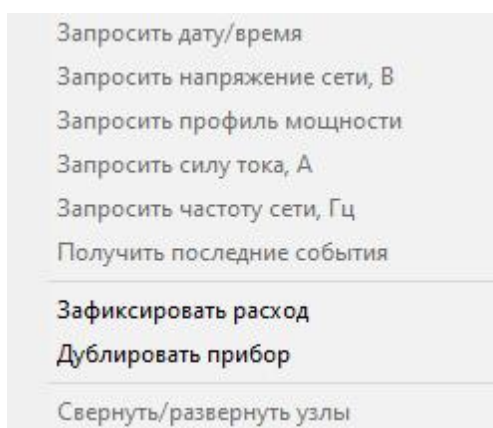 Запросить дату/время
Запросить напряжение сети, В
Запросить профиль мощности
Запросить силу тока, А
Запросить частоту сети, Гц
Получить последние события
Зафиксировать расход
Дублировать прибор
Свернуть/развернуть узлы